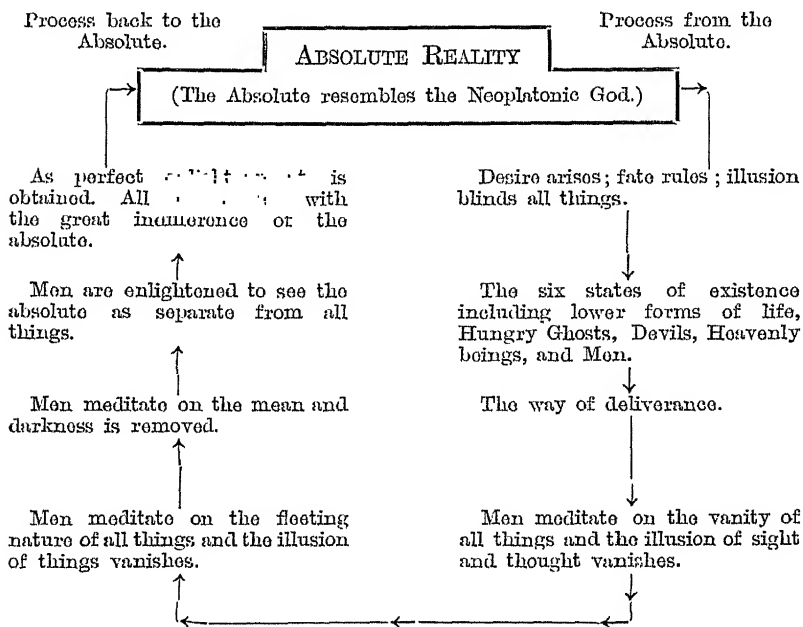 Process back to the
Absolute.
Process from the
Absolute.
ABSOLUTE REALITY
(The Absolute resembles the Neoplatonic God.)
As perfect is
obtained. All with
the great of the
absolute.
Men are enlightened to see the
absolute as separate from all
things.
Men meditate on the mean and
darkness is removed.
Men meditate on the fleeting
nature of all things and the illusion
of things vanishes.
Desire arises; fate rules; illusion
blinds all things.
The six states of existence
including lower forms of life,
Hungry Ghosts, Devils, Heavenly
beings, and Men.
The way of deliverance.
Men meditate on the vanity of
all things and the illusion of sight
and thought vanishes.